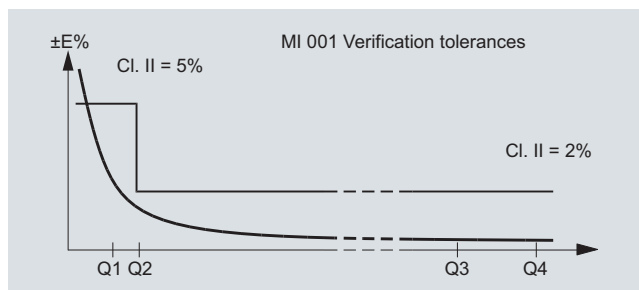 ±E%
MI 001 Verification tolerances
Cl. II = 5%
Cl. II = 2%
Q1 Q2 Q3 Q4